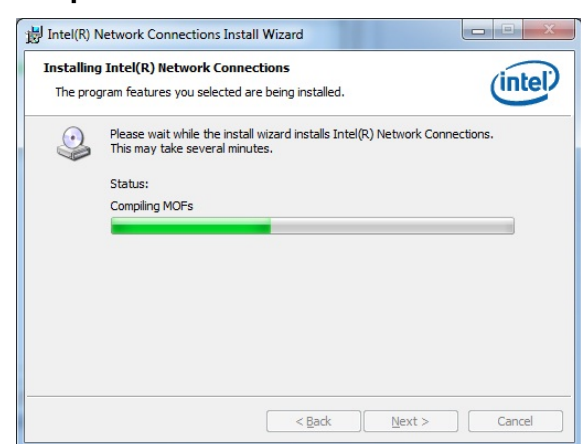 Intel(R) Network Connections Install Wizard
Installing Intel(R) Network Connections
The program features you selected are being installed.
intel
Please wait while the install wizard installs Intel(R) Network Connections.
This may take several minutes.
Status:
Compiling MOFs
< Back Next > Cancel